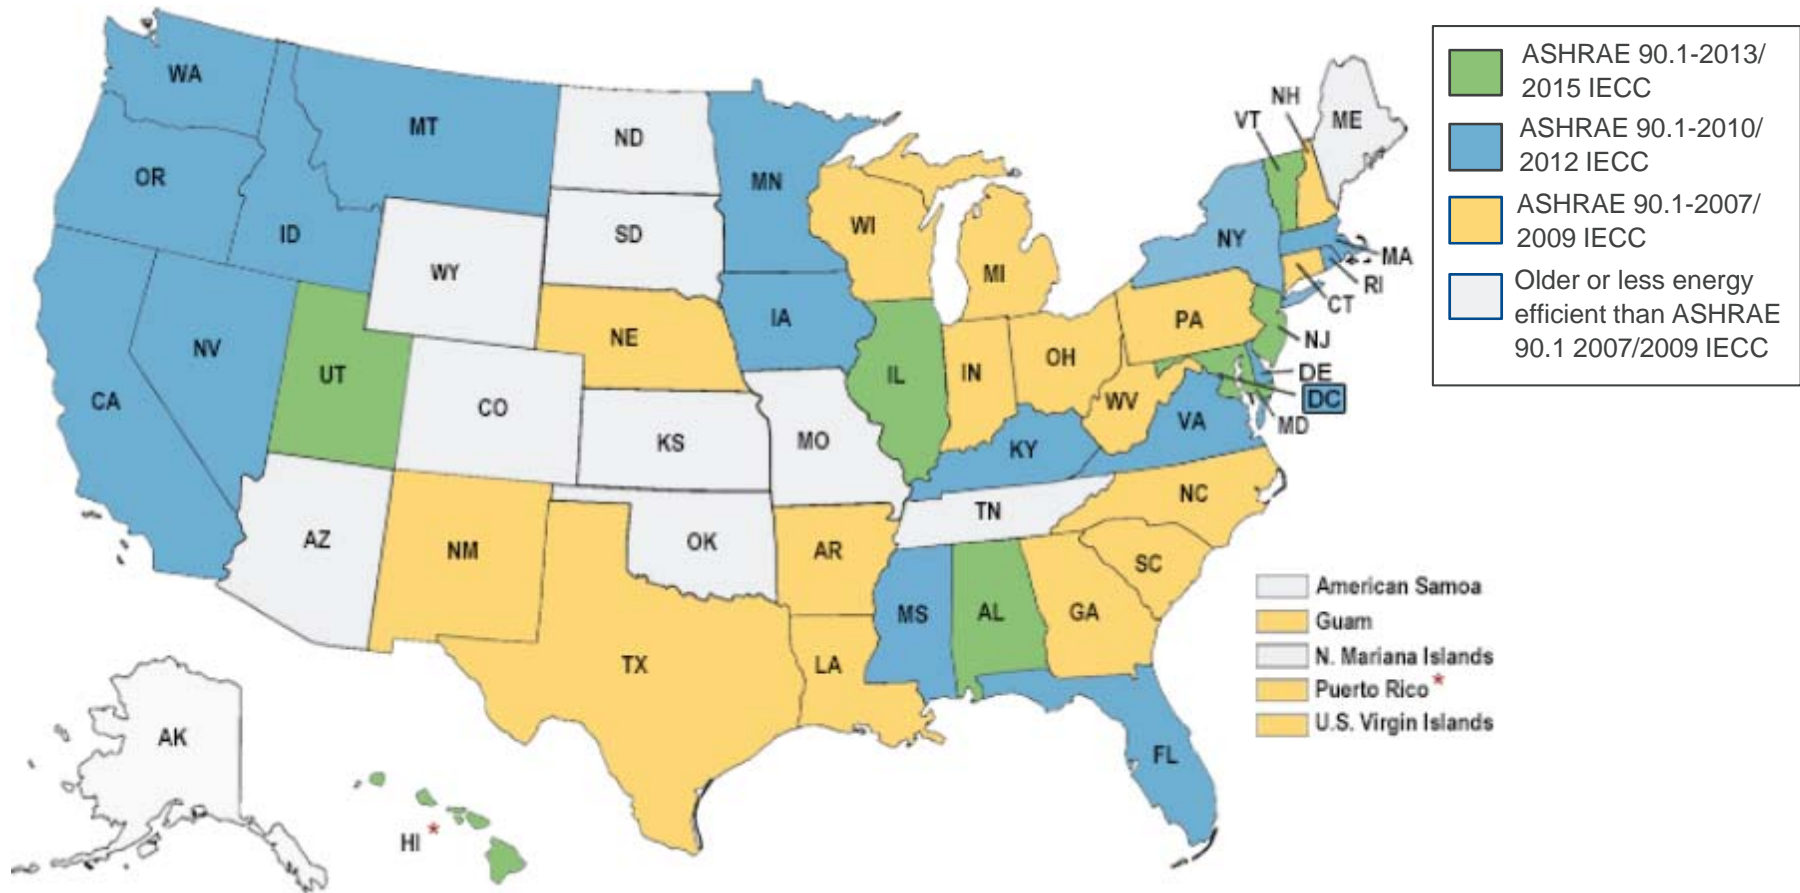 WA
MT
ND
MN
OR
ID
SD
WI
WY
MI
NY
VT
NH
ME
MA
RI
CT
IA
NE
PA
NJ
NV
UT
IL
IN
OH
DE
DC
MD
CA
CO
WV
VA
KS
MO
KY
NC
TN
AZ
NM
OK
AR
SC
MS
AL
GA
TX
LA
FL
AK
HI *
ASHRAE 90.1-2013/
2015 IECC
ASHRAE 90.1-2010/
2012 IECC
ASHRAE 90.1-2007/
2009 IECC
Older or less energy
efficient than ASHRAE
90.1 2007/2009 IECC
American Samoa
Guam
N. Mariana Islands
Puerto Rico *
U.S. Virgin Islands